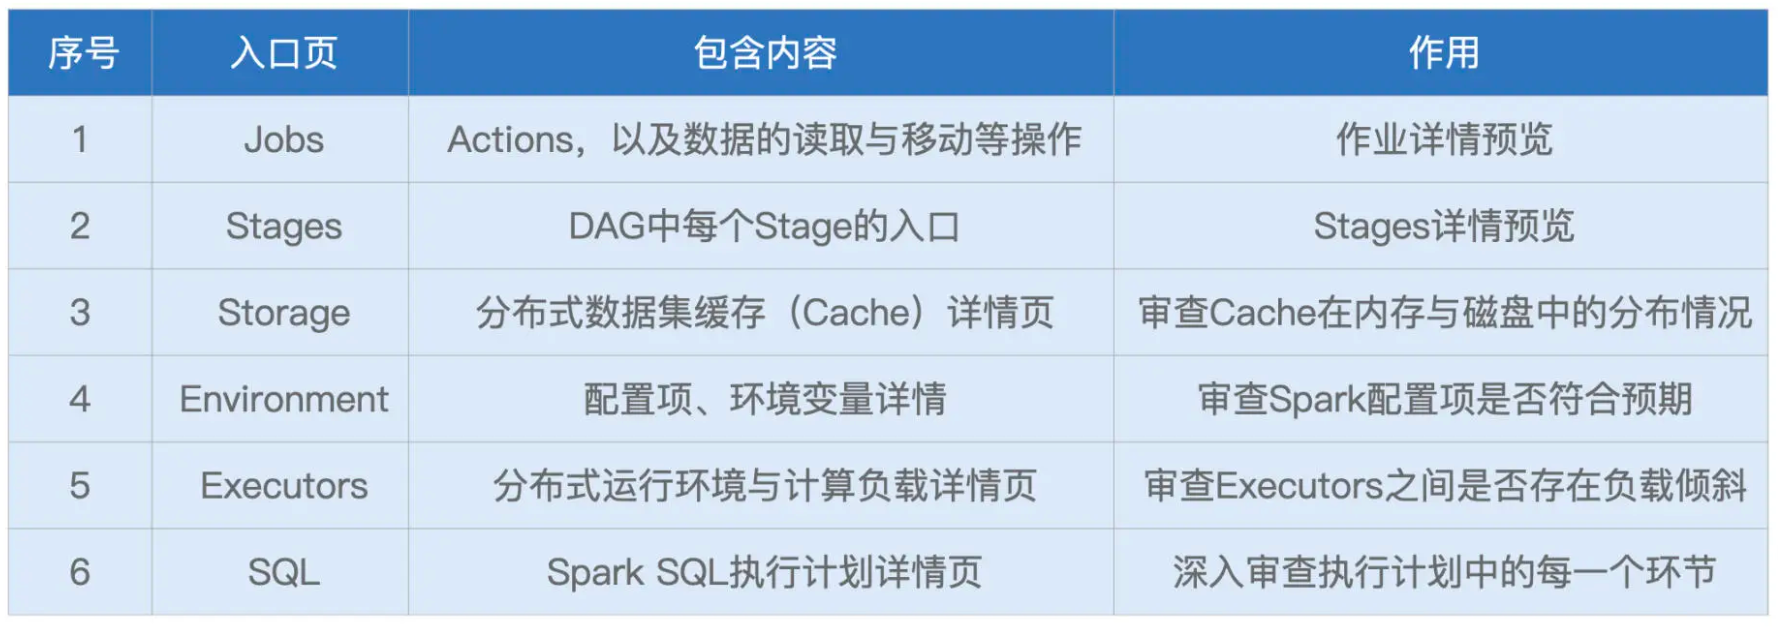 序号 入口页 包含内容 作用
1 Jobs Actions，以及数据的读取与移动等操作 作业详情预览
2 Stages DAG中每个Stage的入口 Stages详情预览
3 Storage 分布式数据集缓存（Cache）详情页 审查Cache在内存与磁盘中的分布情况
4 Environment 配置项、环境变量详情 审查Spark配置项是否符合预期
5 Executors 分布式运行环境与计算负载详情页 审查Executors之间是否存在负载倾斜
6 SQL Spark SQL执行计划详情页 深入审查执行计划中的每一个环节